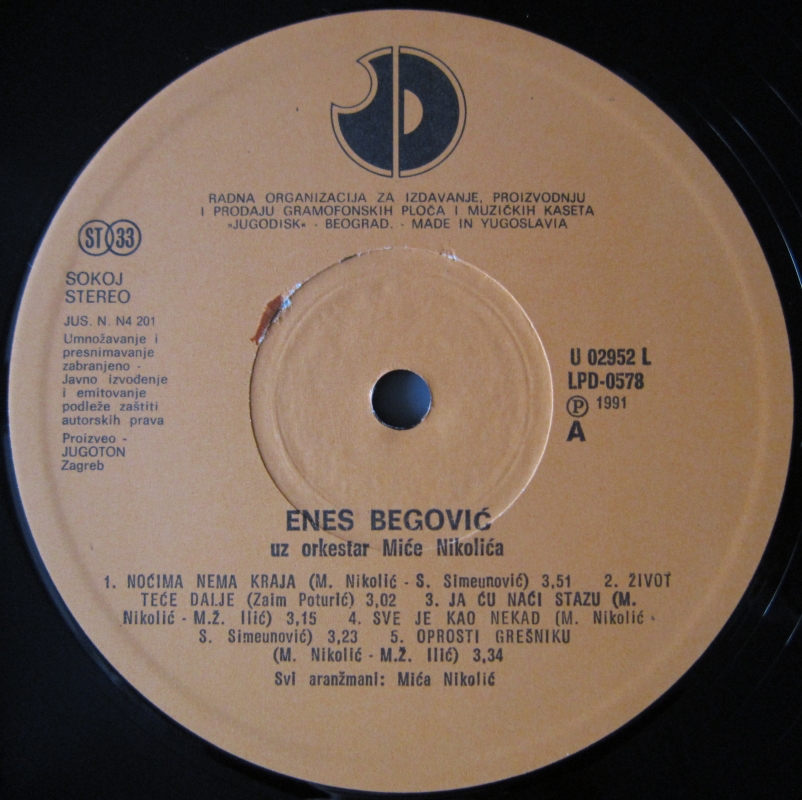 RADNA ORGANIZACIJA ZA IZDAVANJE, PROIZVODNJU
I PRODAJU GRAMOFONSKIH PLOČA I MUZIČKIH KASETA
»JUGODISK« - BEOGRAD. - MADE IN YUGOSLAVIA
ST 33
SOKOJ
STEREO
JUS. N. N4 201
Umnožavanje i
presnimavanje
zabranjeno -
Javno izvođenje
i emitovanje
podleže zaštiti
autorskih prava
Proizveo -
JUGOTON
Zagreb
U 02952 L
LPD-0578
Ⓟ 1991
A
ENES BEGOVIĆ
uz orkestar Miće Nikolića
1. NOĆIMA NEMA KRAJA (M. Nikolić - S. Simeunović) 3,51 2. ŽIVOT
TEĆE DALJE (Zaim Poturić) 3,02 3. JA ĆU NAĆI STAZU (M.
Nikolić - M.Ž. Ilić) 3,15 4. SVE JE KAO NEKAD (M. Nikolić -
S. Simeunović) 3,23 5. OPROSTI GREŠNIKU
(M. Nikolić - M.Ž. Ilić) 3,34
Svi aranžmani: Mića Nikolić